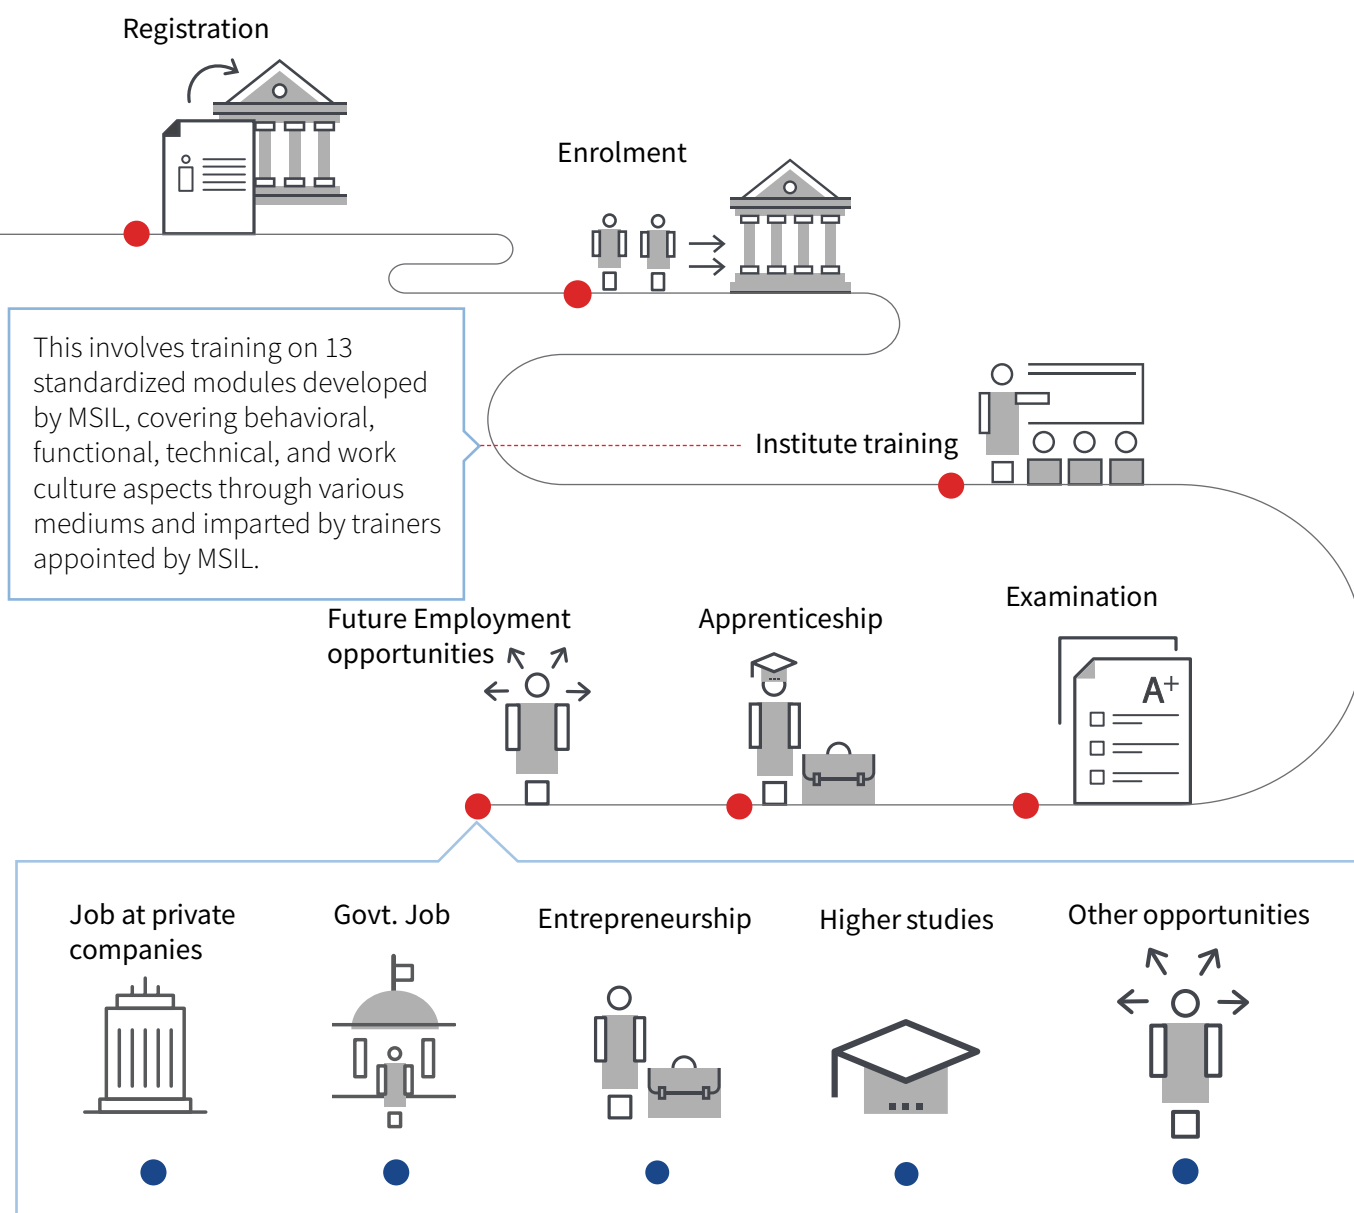 Registration
Enrolment
This involves training on 13
standardized modules developed
by MSIL, covering behavioral,
functional, technical, and work
culture aspects through various
mediums and imparted by trainers
appointed by MSIL.
Institute training
Examination
A+
Apprenticeship
Future Employment
opportunities
Job at private
companies
Govt. Job
Entrepreneurship
Higher studies
Other opportunities